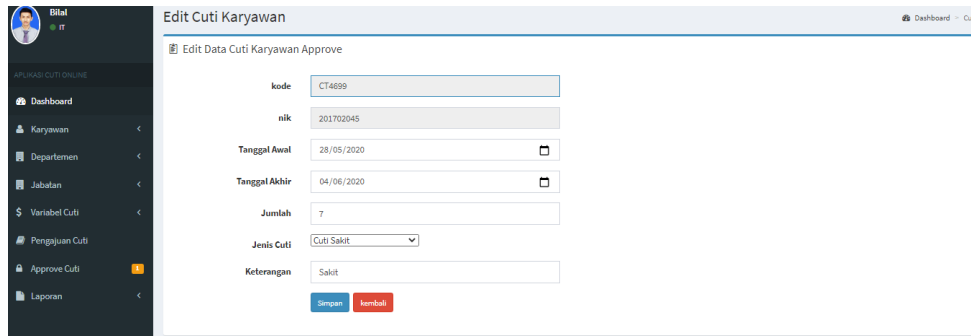 Bilal
IT
APLIKASI CUTI ONLINE
Dashboard
Karyawan
Departemen
Jabatan
$ Variabel Cuti
Pengajuan Cuti
Approve Cuti 1
Laporan
Edit Cuti Karyawan
Dashboard > Cu
Edit Data Cuti Karyawan Approve
kode CT4699
nik 201702045
Tanggal Awal 28/05/2020
Tanggal Akhir 04/06/2020
Jumlah 7
Jenis Cuti Cuti Sakit
Keterangan Sakit
Simpan kembali